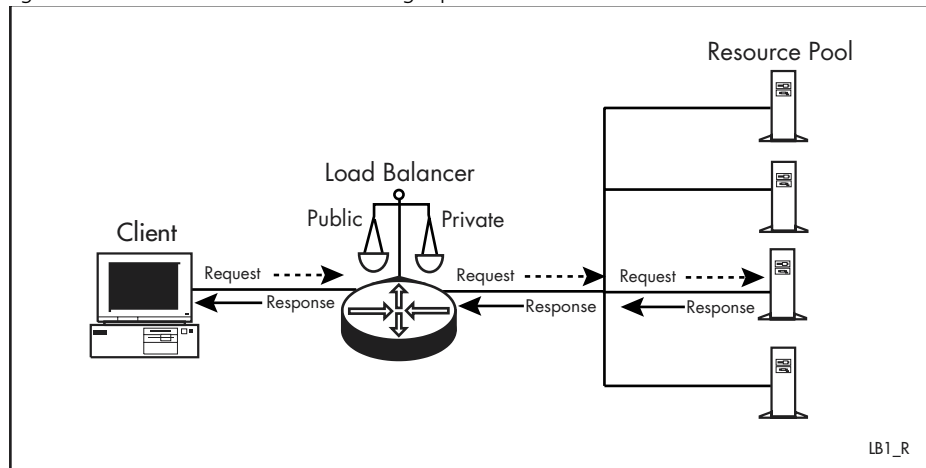 Resource Pool
Load Balancer
Public Private
Client
Request Request Request
Response Response Response
LB1_R